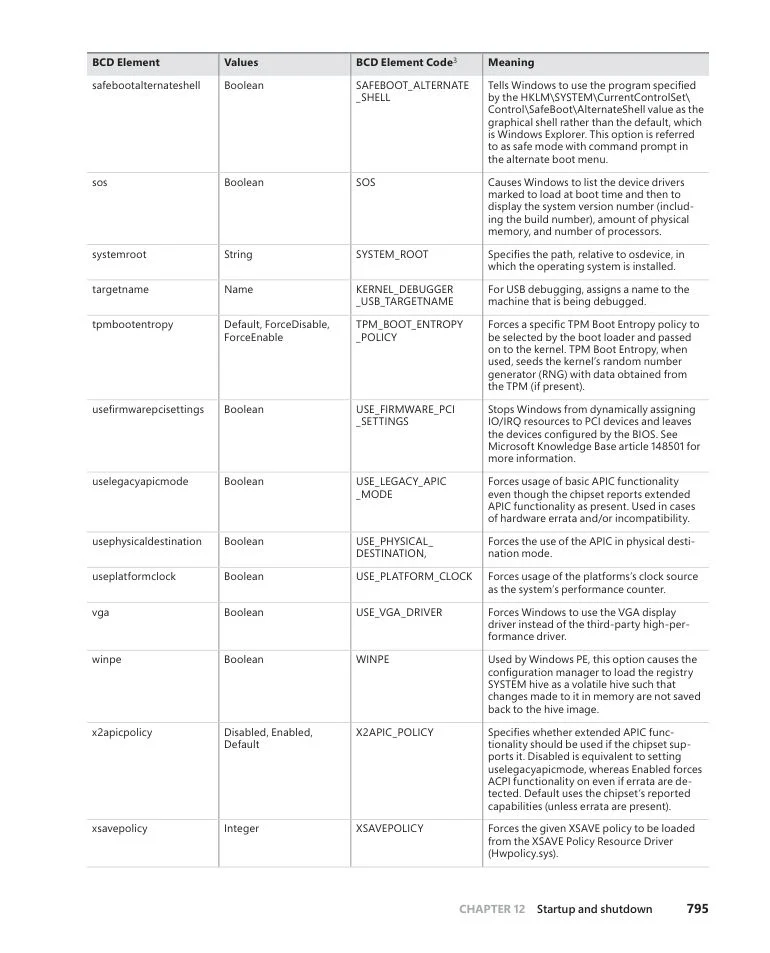 BCD Element Values BCD Element Code3 Meaning
safebootalternateshell Boolean SAFEBOOT_ALTERNATE Tells Windows to use the program specified
_SHELL by the HKLM\SYSTEM\CurrentControlSet\
Control\SafeBoot\AlternateShell value as the
graphical shell rather than the default, which
is Windows Explorer. This option is referred
to as safe mode with command prompt in
the alternate boot menu.
sos Boolean SOS Causes Windows to list the device drivers
marked to load at boot time and then to
display the system version number (includ-
ing the build number), amount of physical
memory, and number of processors.
systemroot String SYSTEM_ROOT Specifies the path, relative to osdevice, in
which the operating system is installed.
targetname Name KERNEL_DEBUGGER For USB debugging, assigns a name to the
_USB_TARGETNAME machine that is being debugged.
tpmbootentropy Default, ForceDisable, TPM_BOOT_ENTROPY Forces a specific TPM Boot Entropy policy to
ForceEnable _POLICY be selected by the boot loader and passed
on to the kernel. TPM Boot Entropy, when
used, seeds the kernel's random number
generator (RNG) with data obtained from
the TPM (if present).
usefirmwarepcisettings Boolean USE_FIRMWARE_PCI Stops Windows from dynamically assigning
_SETTINGS IO/IRQ resources to PCI devices and leaves
the devices configured by the BIOS. See
Microsoft Knowledge Base article 148501 for
more information.
uselegacyapicmode Boolean USE_LEGACY_APIC Forces usage of basic APIC functionality
_MODE even though the chipset reports extended
APIC functionality as present. Used in cases
of hardware errata and/or incompatibility.
usephysicaldestination Boolean USE_PHYSICAL_ Forces the use of the APIC in physical desti-
DESTINATION, nation mode.
useplatformclock Boolean USE_PLATFORM_CLOCK Forces usage of the platforms's clock source
as the system's performance counter.
vga Boolean USE_VGA_DRIVER Forces Windows to use the VGA display
driver instead of the third-party high-per-
formance driver.
winpe Boolean WINPE Used by Windows PE, this option causes the
configuration manager to load the registry
SYSTEM hive as a volatile hive such that
changes made to it in memory are not saved
back to the hive image.
x2apicpolicy Disabled, Enabled, X2APIC_POLICY Specifies whether extended APIC func-
Default tionality should be used if the chipset sup-
ports it. Disabled is equivalent to setting
uselegacyapicmode, whereas Enabled forces
ACPI functionality on even if errata are de-
tected. Default uses the chipset's reported
capabilities (unless errata are present).
xsavepolicy Integer XSAVEPOLICY Forces the given XSAVE policy to be loaded
from the XSAVE Policy Resource Driver
(Hwpolicy.sys).
CHAPTER 12 Startup and shutdown 795